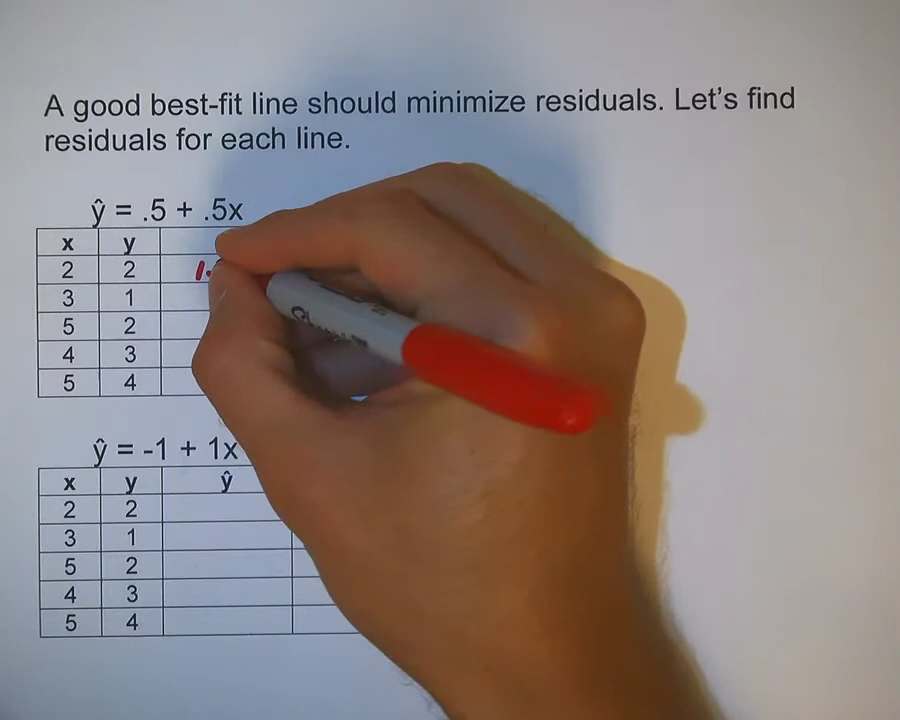 A good best-fit line should minimize residuals. Let's find
residuals for each line.
ŷ = .5 + .5x
x y
2 2 1.
3 1
5 2
4 3
5 4
ŷ = -1 + 1x
x y ŷ
2 2
3 1
5 2
4 3
5 4